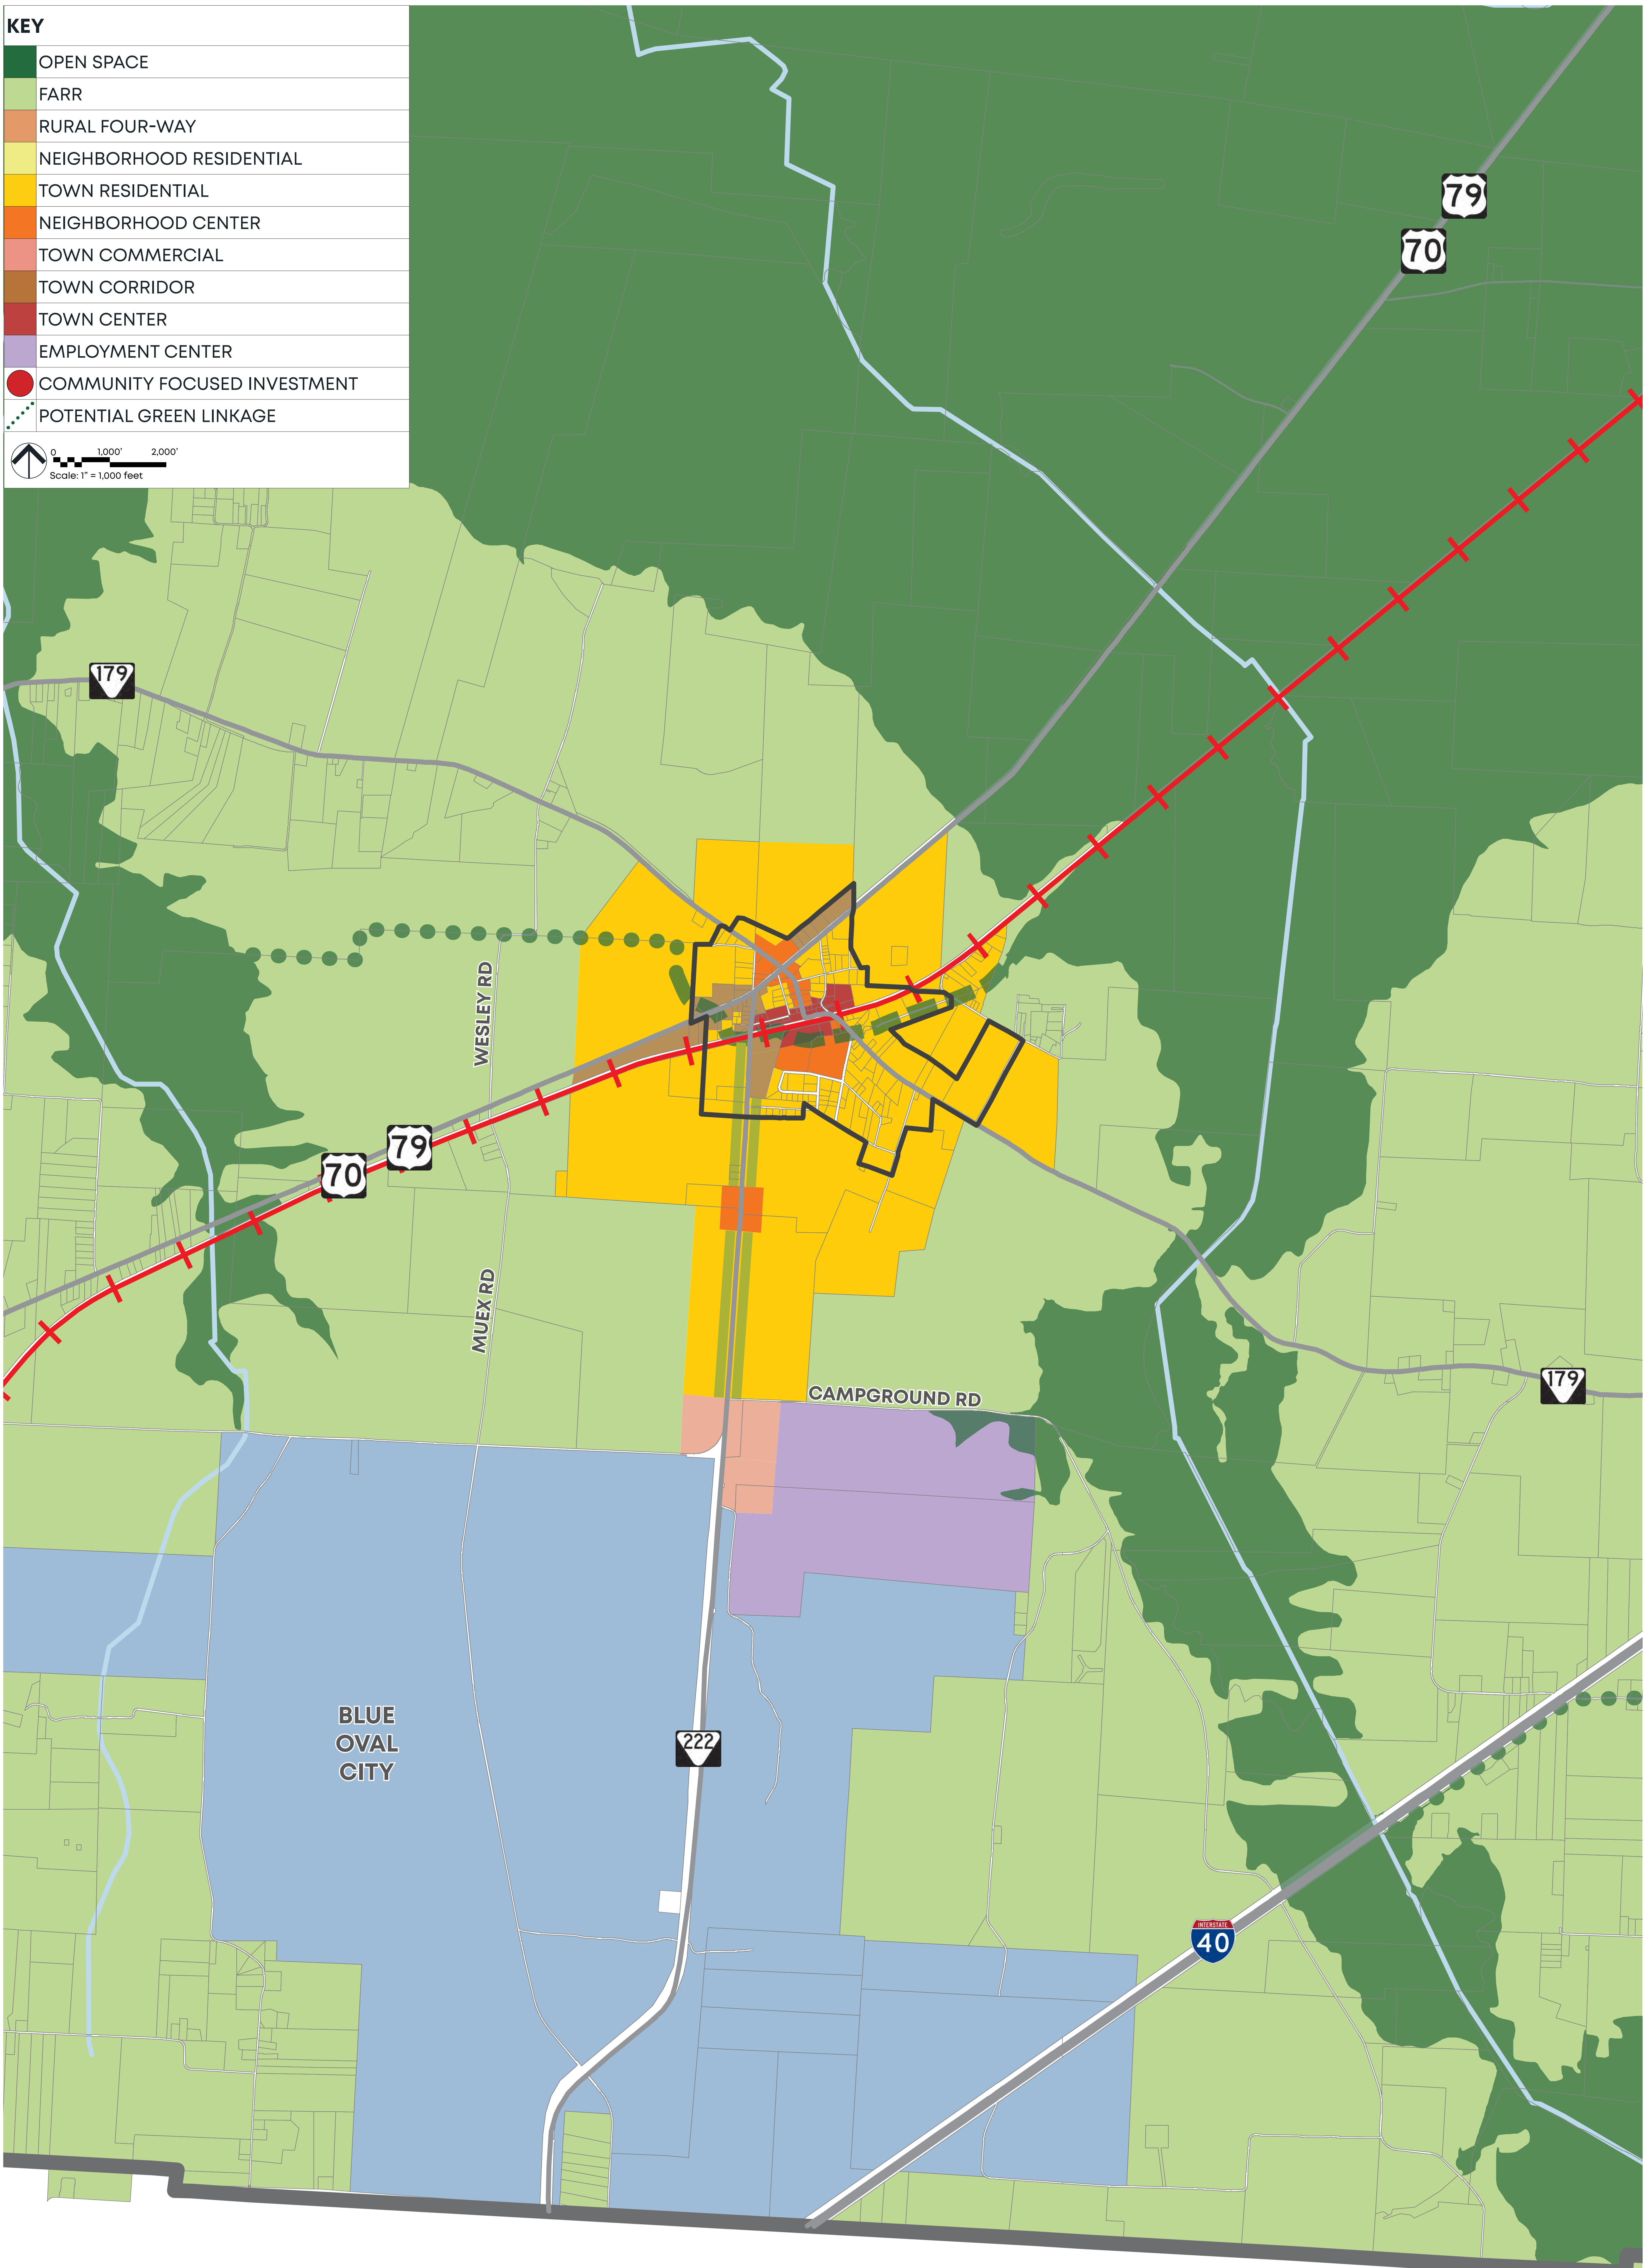 KEY
OPEN SPACE
FARR
RURAL FOUR-WAY
NEIGHBORHOOD RESIDENTIAL
TOWN RESIDENTIAL
NEIGHBORHOOD CENTER
TOWN COMMERCIAL
TOWN CORRIDOR
TOWN CENTER
EMPLOYMENT CENTER
COMMUNITY FOCUSED INVESTMENT
POTENTIAL GREEN LINKAGE
0 1,000' 2,000'
Scale: 1" = 1,000 feet
79
70
179
WESLEY RD
79
70
MUEX RD
CAMPGROUND RD
179
BLUE
OVAL
CITY
222
INTERSTATE
40